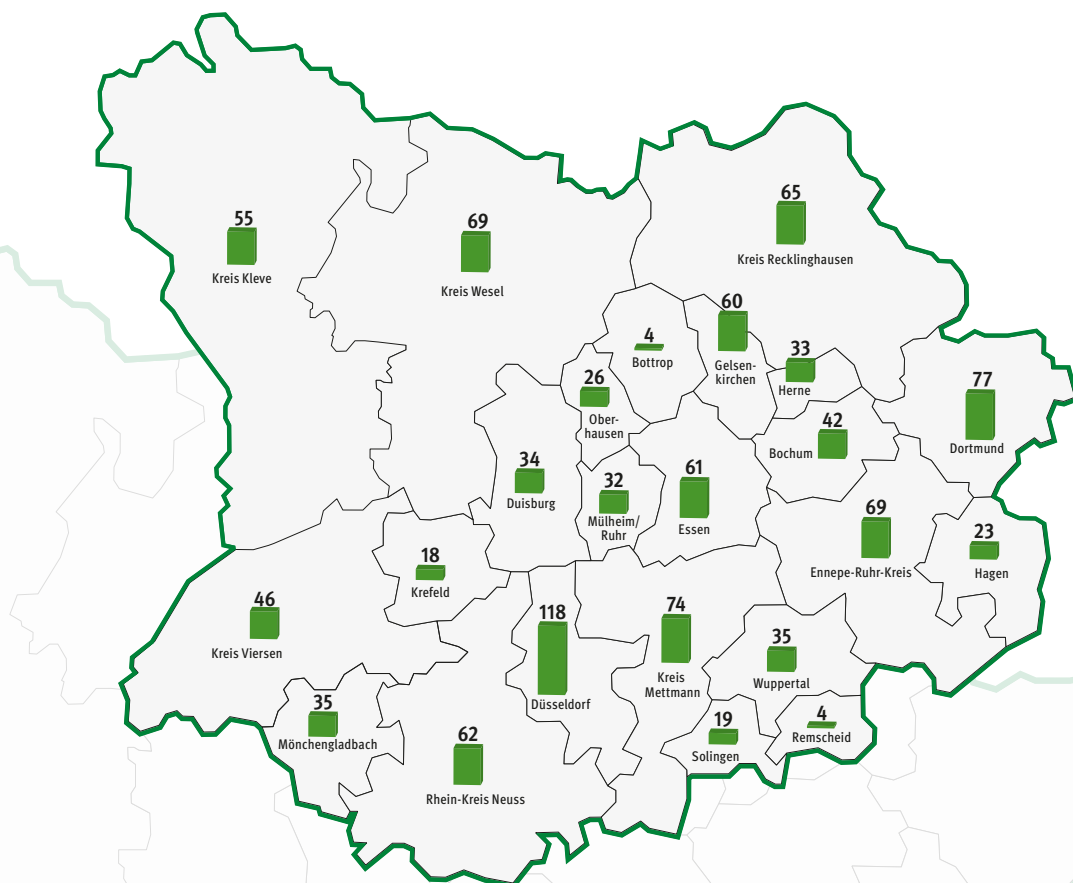 65
Kreis Recklinghausen
55
Kreis Kleve
69
Kreis Wesel
60
Gelsen-
kirchen
4
Bottrop
33
Herne
26
Ober-
hausen
77
Dortmund
42
Bochum
34
Duisburg
32
Mülheim/
Ruhr
61
Essen
69
Ennepe-Ruhr-Kreis
23
Hagen
18
Krefeld
46
Kreis Viersen
118
Düsseldorf
74
Kreis
Mettmann
35
Wuppertal
35
Mönchengladbach
19
Solingen
4
Remscheid
62
Rhein-Kreis Neuss